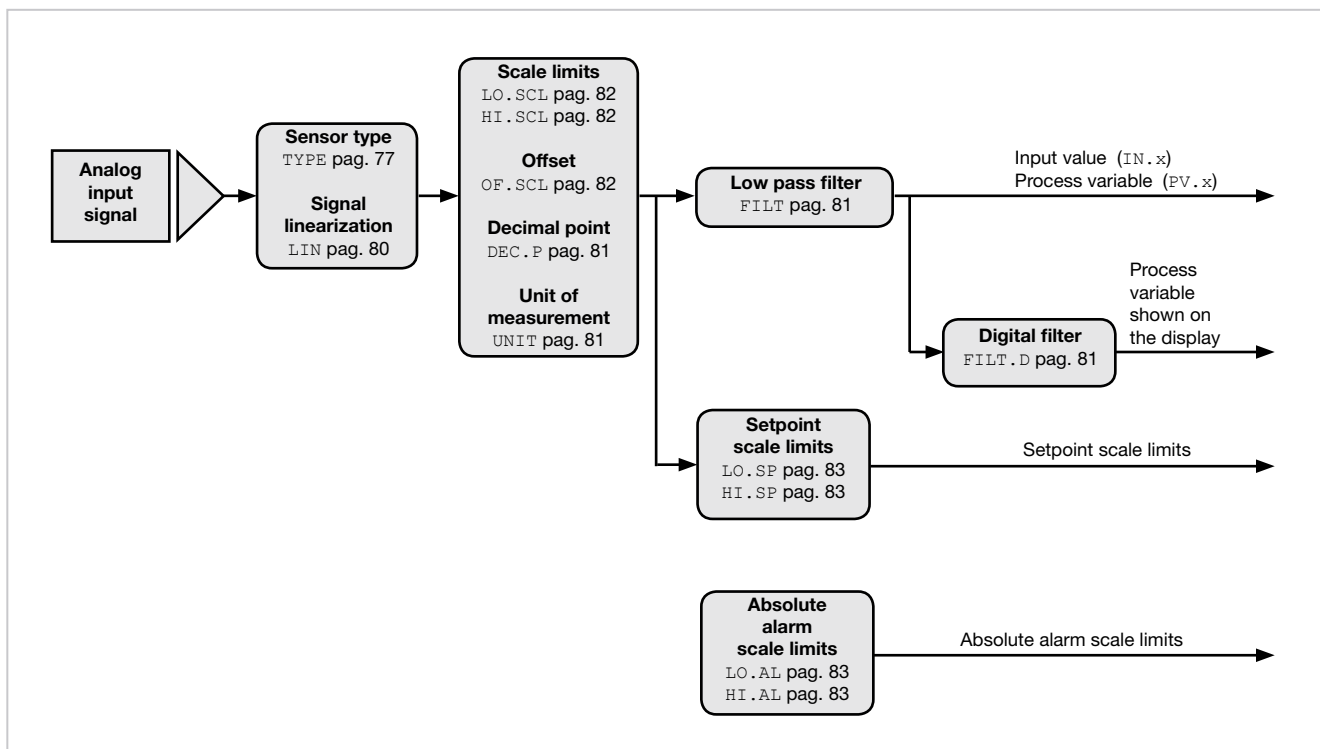 Analog
input
signal
Sensor type
TYPE pag. 77
Signal
linearization
LIN pag. 80
Scale limits
LO.SCL pag. 82
HI.SCL pag. 82
Offset
OF.SCL pag. 82
Decimal point
DEC.P pag. 81
Unit of
measurement
UNIT pag. 81
Low pass filter
FILT pag. 81
Input value (IN.x)
Process variable (PV.x)
Digital filter
FILT.D pag. 81
Process
variable
shown on
the display
Setpoint
scale limits
LO.SP pag. 83
HI.SP pag. 83
Setpoint scale limits
Absolute
alarm
scale limits
LO.AL pag. 83
HI.AL pag. 83
Absolute alarm scale limits